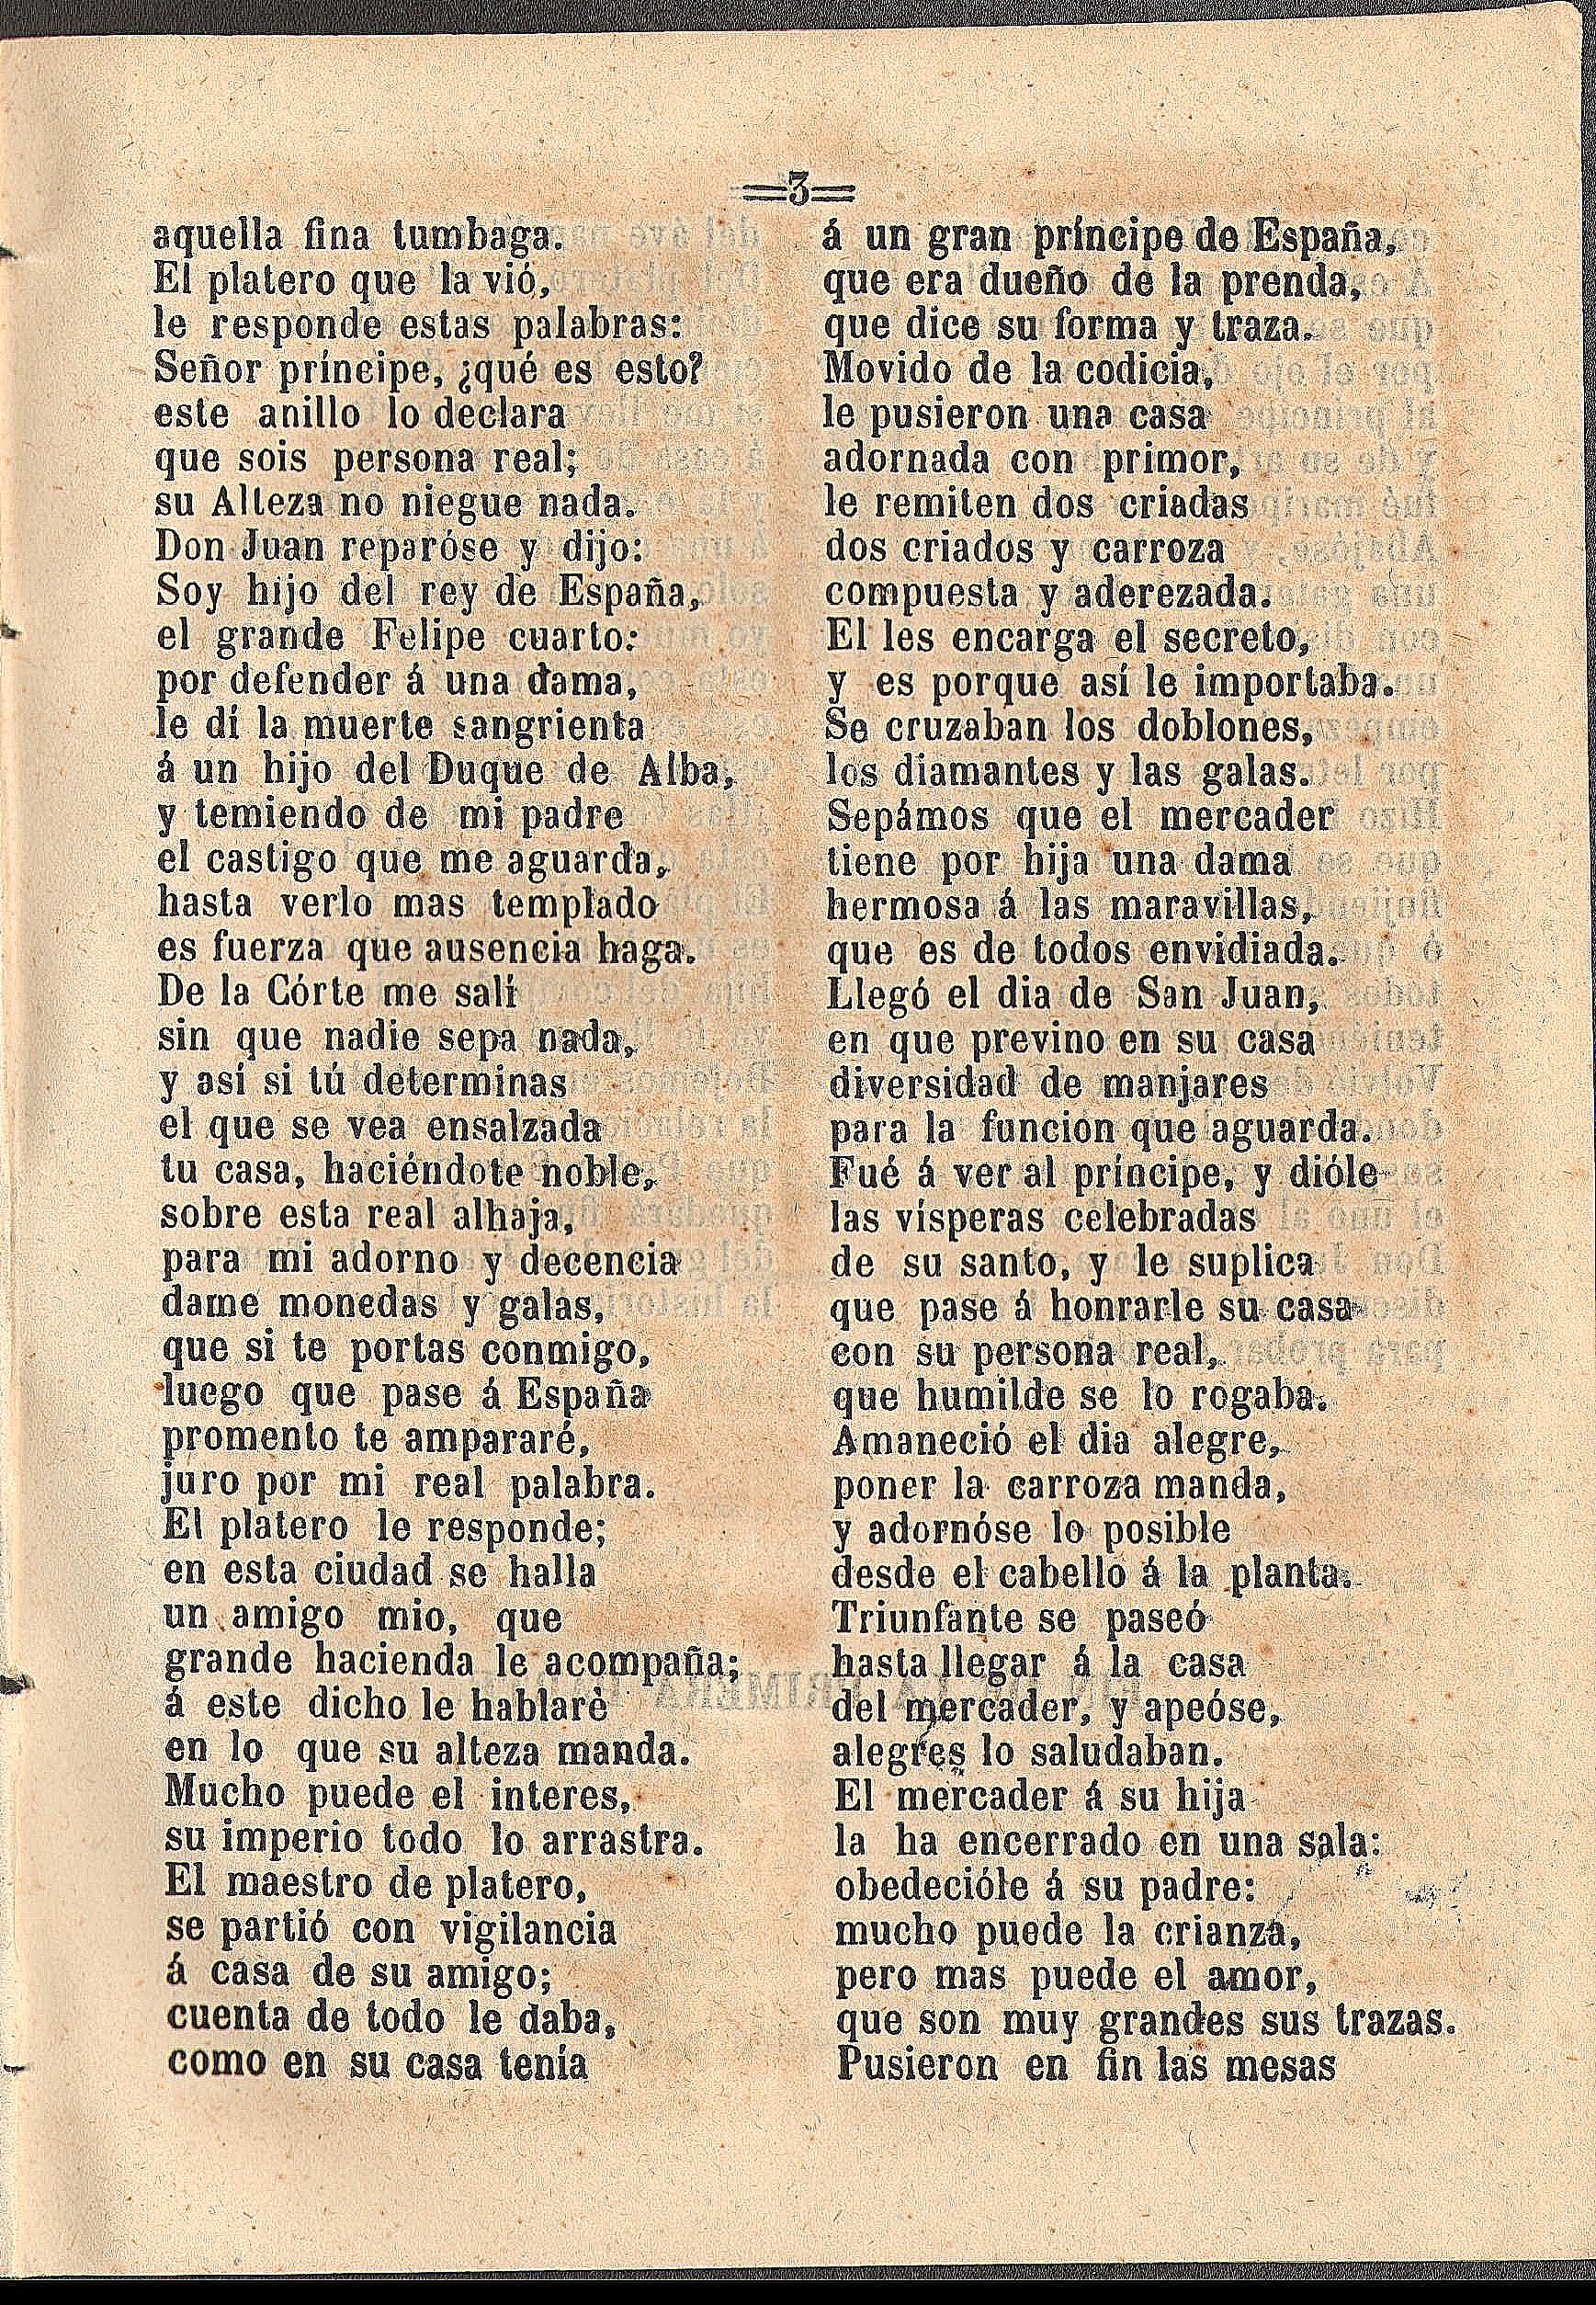 =3=
aquella fina tumbaga.
El platero que la vió,
le responde estas palabras:
Señor príncipe, ¿qué es esto?
este anillo lo declara
que sois persona real;
su Alteza no niegue nada.
Don Juan reparóse y dijo:
Soy hijo del rey de España,
el grande Felipe cuarto:
por defender á una dama,
le dí la muerte sangrienta
á un hijo del Duque de Alba,
y temiendo de mi padre
el castigo que me aguarda,
hasta verlo mas templado
es fuerza que ausencia haga.
De la Córte me salí
sin que nadie sepa nada,
y así si tú determinas
el que se vea ensalzada
tu casa, haciéndote noble,
sobre esta real alhaja,
para mi adorno y decencia
dame monedas y galas,
que si te portas conmigo,
luego que pase á España
promento te ampararé,
juro por mi real palabra.
El platero le responde;
en esta ciudad se halla
un amigo mio, que
grande hacienda le acompaña;
á este dicho le hablarè
en lo que su alteza manda.
Mucho puede el interes,
su imperio todo lo arrastra.
El maestro de platero,
se partió con vigilancia
á casa de su amigo;
cuenta de todo le daba,
como en su casa tenía
á un gran príncipe de España,
que era dueño de la prenda,
que dice su forma y traza.
Movido de la codicia,
le pusieron una casa
adornada con primor,
le remiten dos criadas
dos criados y carroza
compuesta y aderezada.
El les encarga el secreto,
y es porque así le importaba.
Se cruzaban los doblones,
los diamantes y las galas.
Sepámos que el mercader
tiene por hija una dama
hermosa á las maravillas,
que es de todos envidiada.
Llegó el dia de San Juan,
en que previno en su casa
diversidad de manjares
para la funcion que aguarda.
Fué á ver al príncipe, y dióle
las vísperas celebradas
de su santo, y le suplica
que pase á honrarle su casa
con su persona real,
que humilde se lo rogaba.
Amaneció el dia alegre,
poner la carroza manda,
y adornóse lo posible
desde el cabello á la planta.
Triunfante se paseó
hasta llegar á la casa
del mercader, y apeóse,
alegres lo saludaban.
El mercader á su hija
la ha encerrado en una sala:
obedecióle á su padre:
mucho puede la crianza,
pero mas puede el amor,
que son muy grandes sus trazas.
Pusieron en fin las mesas